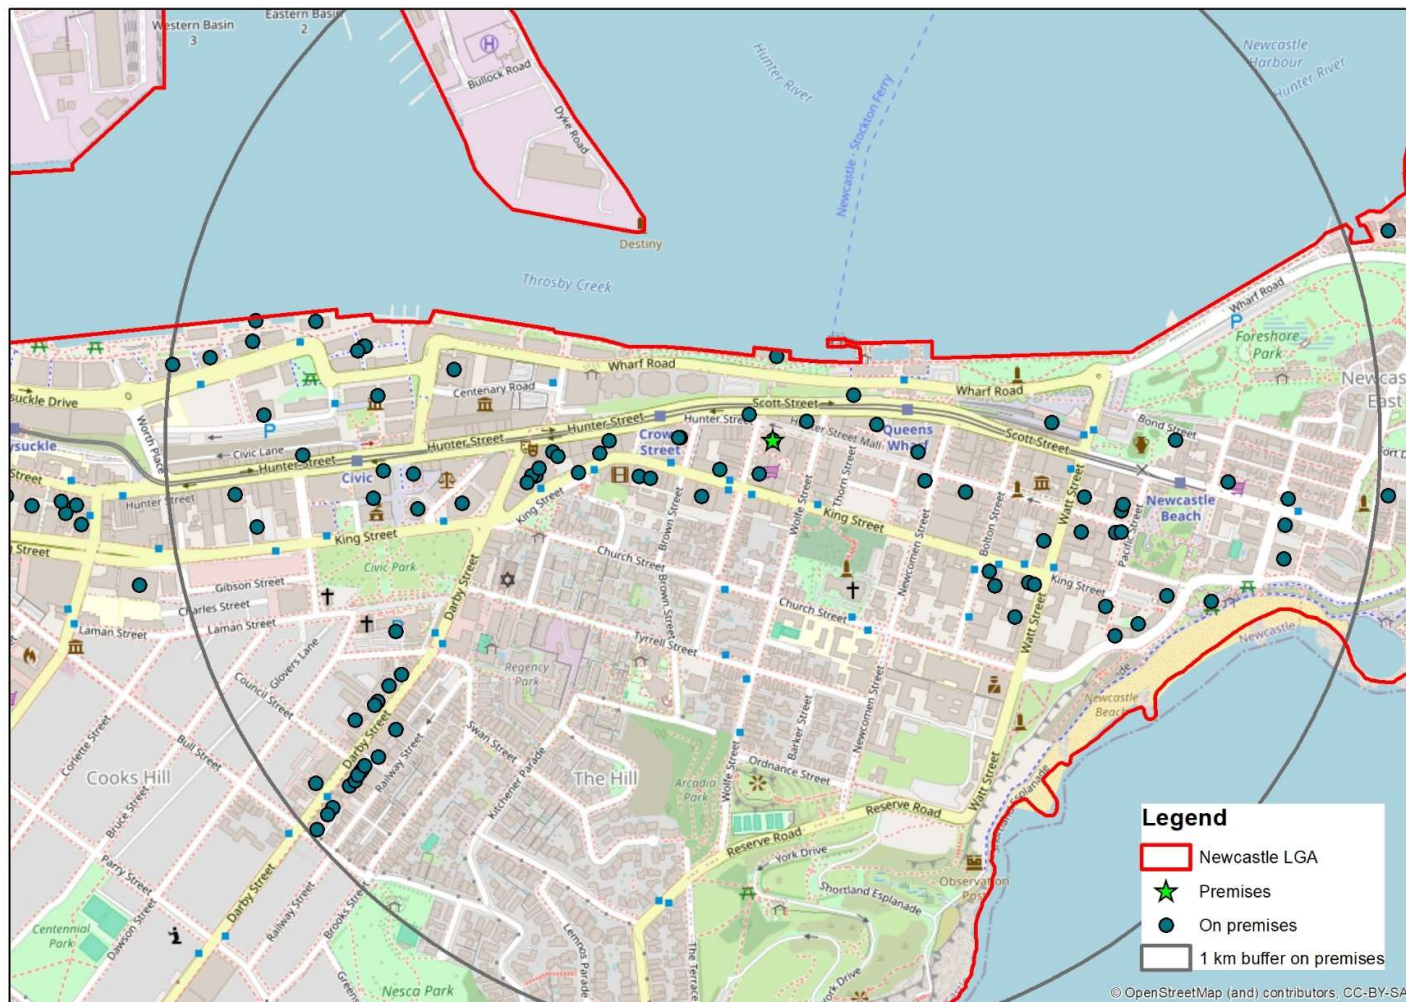 Western Basin
3
Eastern Basin
2
Bullock Road
Dyke Road
Destiny
Hunter River
Newcastle - Stockton Ferry
Newcastle
Harbour
Hunter River
Throsby Creek
Wharf Road
Foreshore
Park
Newcas
East
Wharf Road
Wharf Road
Centenary Road
Scott Street
Hunter Street
Hunter Street
Hunter Street Mall
Crow
Street
Queens
Wharf
Scott Street
Bond Street
suckle Drive
Worth Place
ysuckle
Civic Lane
Hunter Street
Hunter Street
Civic
Hunter Street
Newcastle
Beach
King Street
King Street
King Street
King Street
Brown Street
Wolfe Street
Thorn Street
Newcomen Street
Bolton Street
Watt Street
Pacific Street
Gibson Street
Charles Street
Civic Park
Darby Street
Church Street
Brown Street
Church Street
Laman Street
Laman Street
Glovers Lane
Tyrrell Street
Watt Street
Newcastle
Regency
Park
Council Street
Bull Street
Corlette Street
Darby Street
Railway Street
Swan Street
Kitchener Parade
The Hill
Wolfe Street
Barker Street
Newcomen Street
Newcastle
Beach
Cooks Hill
Bruce Street
Arcadia
Park
Ordnance Street
Watt Street
Reserve Road
Reserve Road
York Drive
Shortland Esplanade
Observation
Post
Parry Street
Darby Street
Railway Street
Brooks Street
Dawson Street
Centennial
Park
Lemnos Parade
The Terrace
York Drive
Nesca Park
Legend
Newcastle LGA
Premises
On premises
1 km buffer on premises
© OpenStreetMap (and) contributors, CC-BY-SA